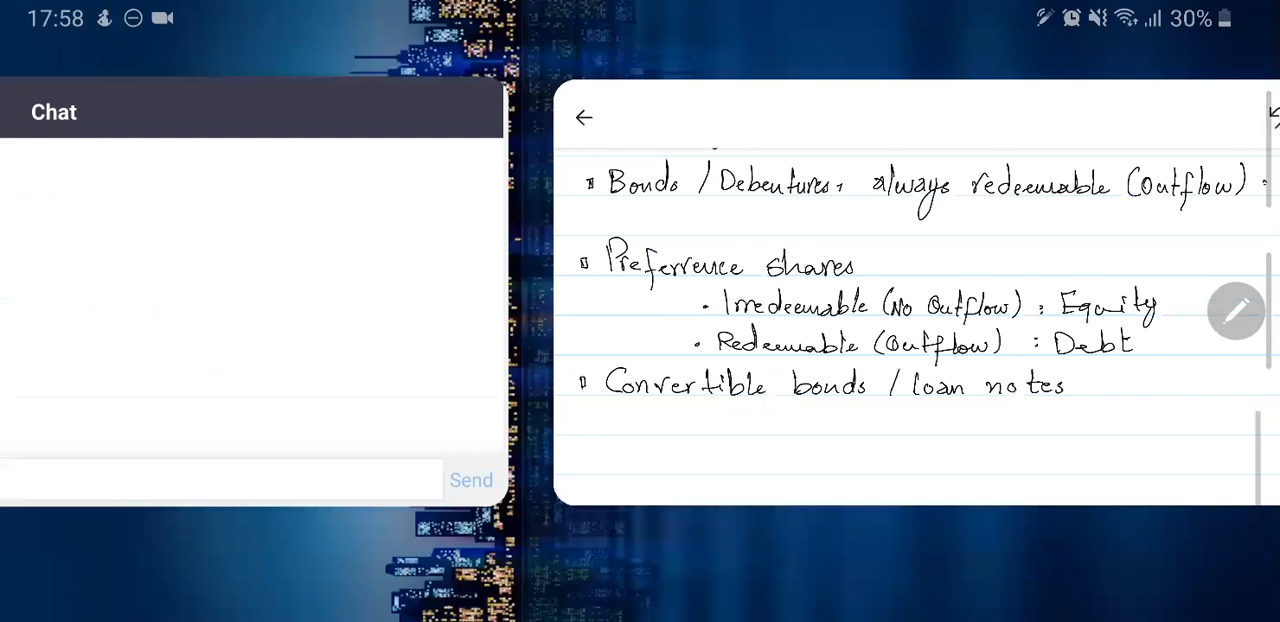 17:58
30%
Chat
Send
Bonds / Debentures, always redeemable (Outflow) :
Preferrence shares
· Irredeemable (No Outflow) : Equity
· Redeemable (Outflow) : Debt
Convertible bonds / loan notes